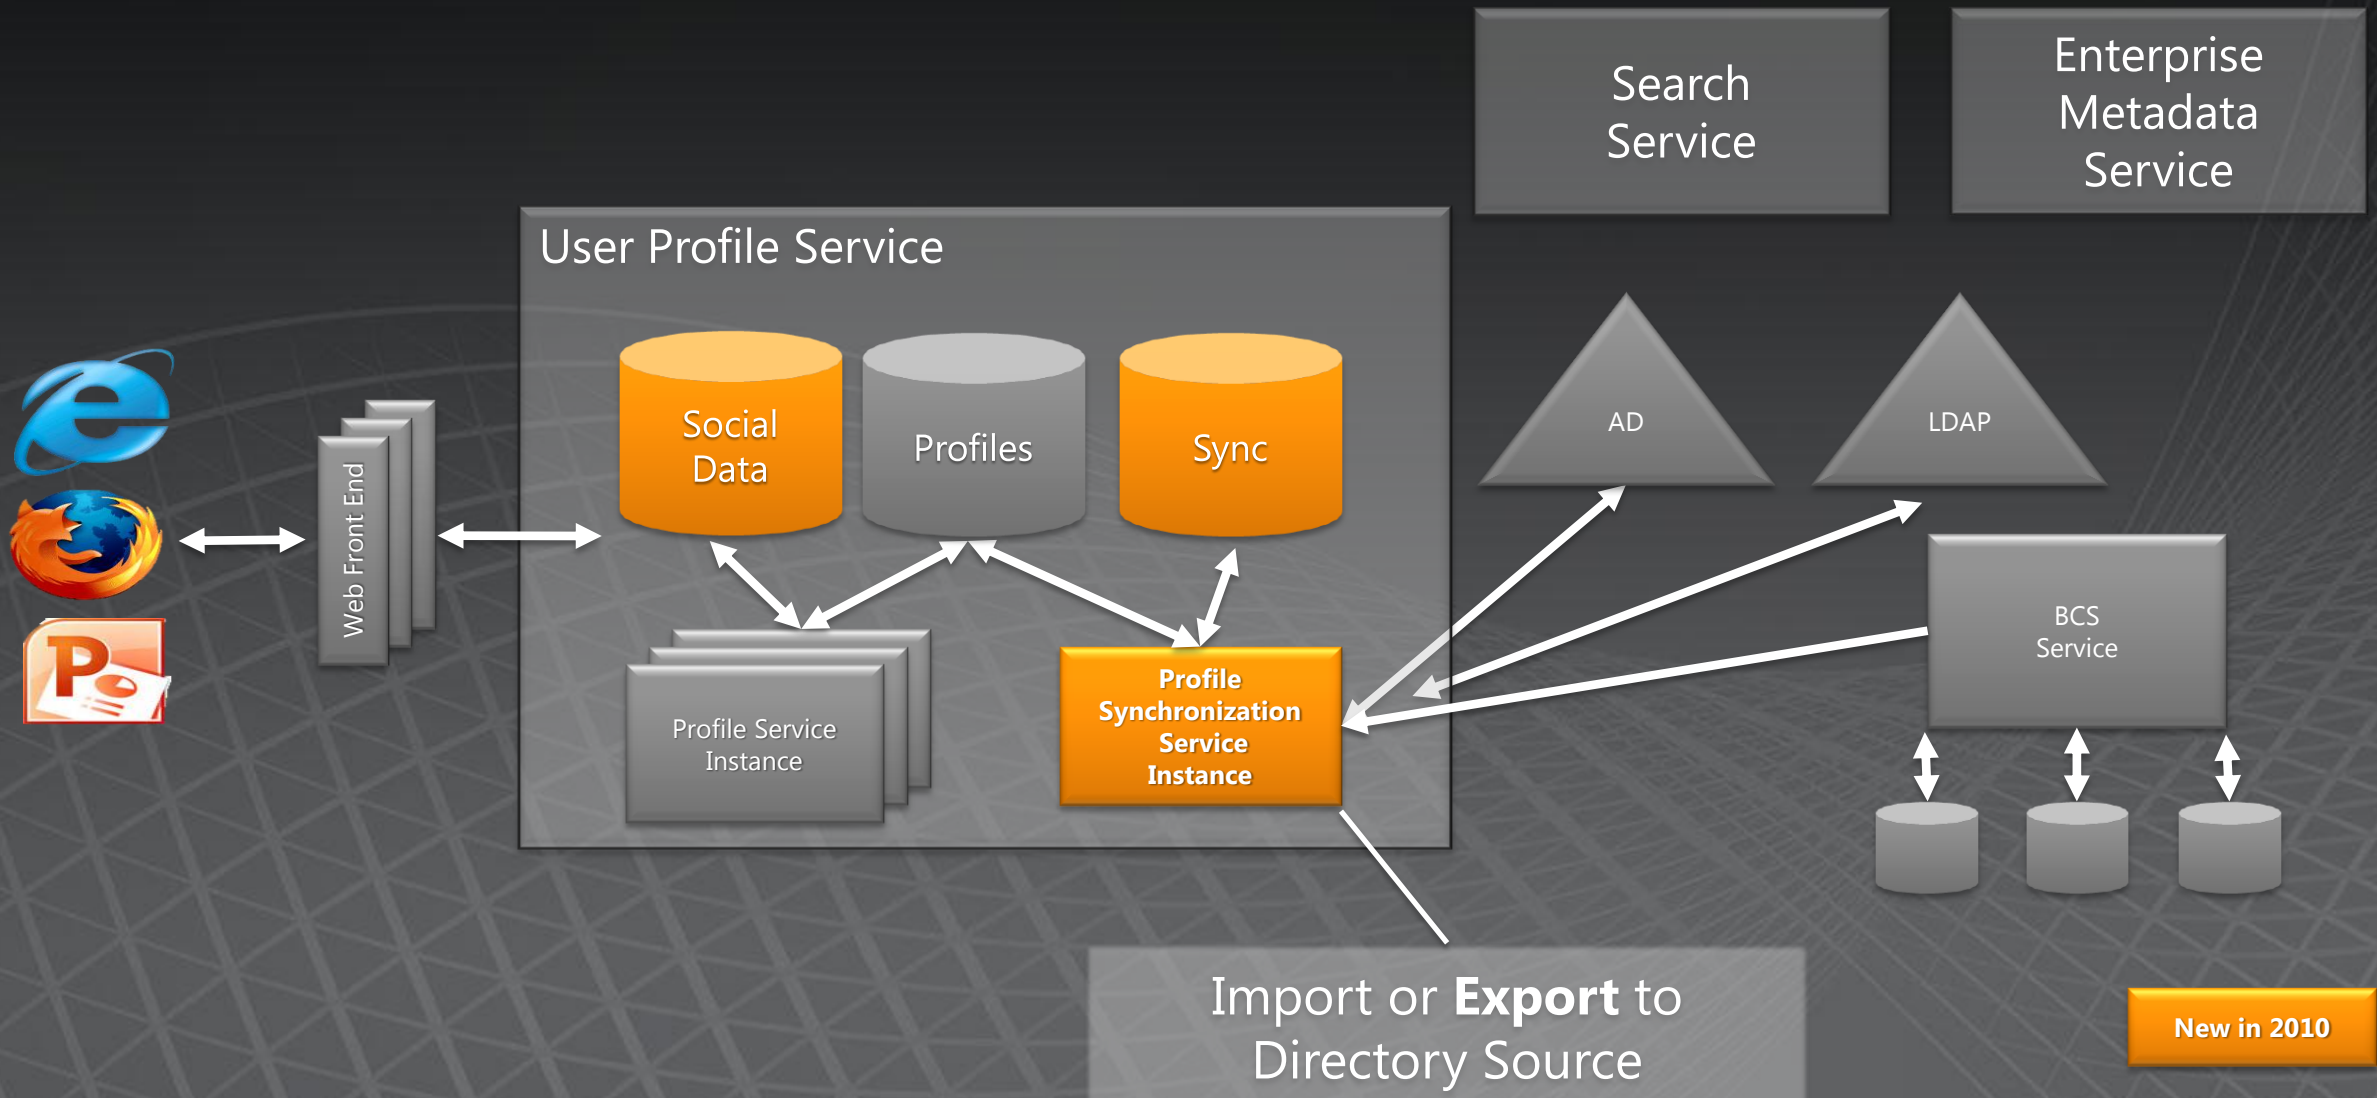 Search
Service
Enterprise
Metadata
Service
User Profile Service
Social
Data
Profiles
Sync
AD
LDAP
Web Front End
BCS
Service
Profile Service
Instance
Profile
Synchronization
Service
Instance
Import or Export to
Directory Source
New in 2010